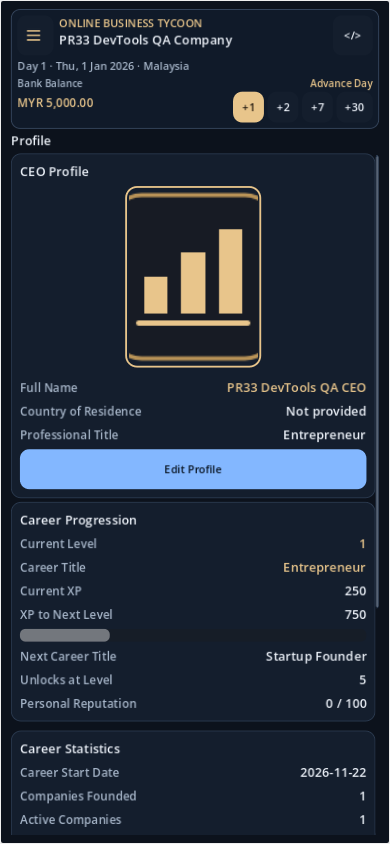 ONLINE BUSINESS TYCOON
PR33 DevTools QA Company
</>
Day 1 · Thu, 1 Jan 2026 · Malaysia
Bank Balance
Advance Day
MYR 5,000.00
+1 +2 +7 +30
Profile
CEO Profile
Full Name PR33 DevTools QA CEO
Country of Residence Not provided
Professional Title Entrepreneur
Edit Profile
Career Progression
Current Level 1
Career Title Entrepreneur
Current XP 250
XP to Next Level 750
Next Career Title Startup Founder
Unlocks at Level 5
Personal Reputation 0 / 100
Career Statistics
Career Start Date 2026-11-22
Companies Founded 1
Active Companies 1